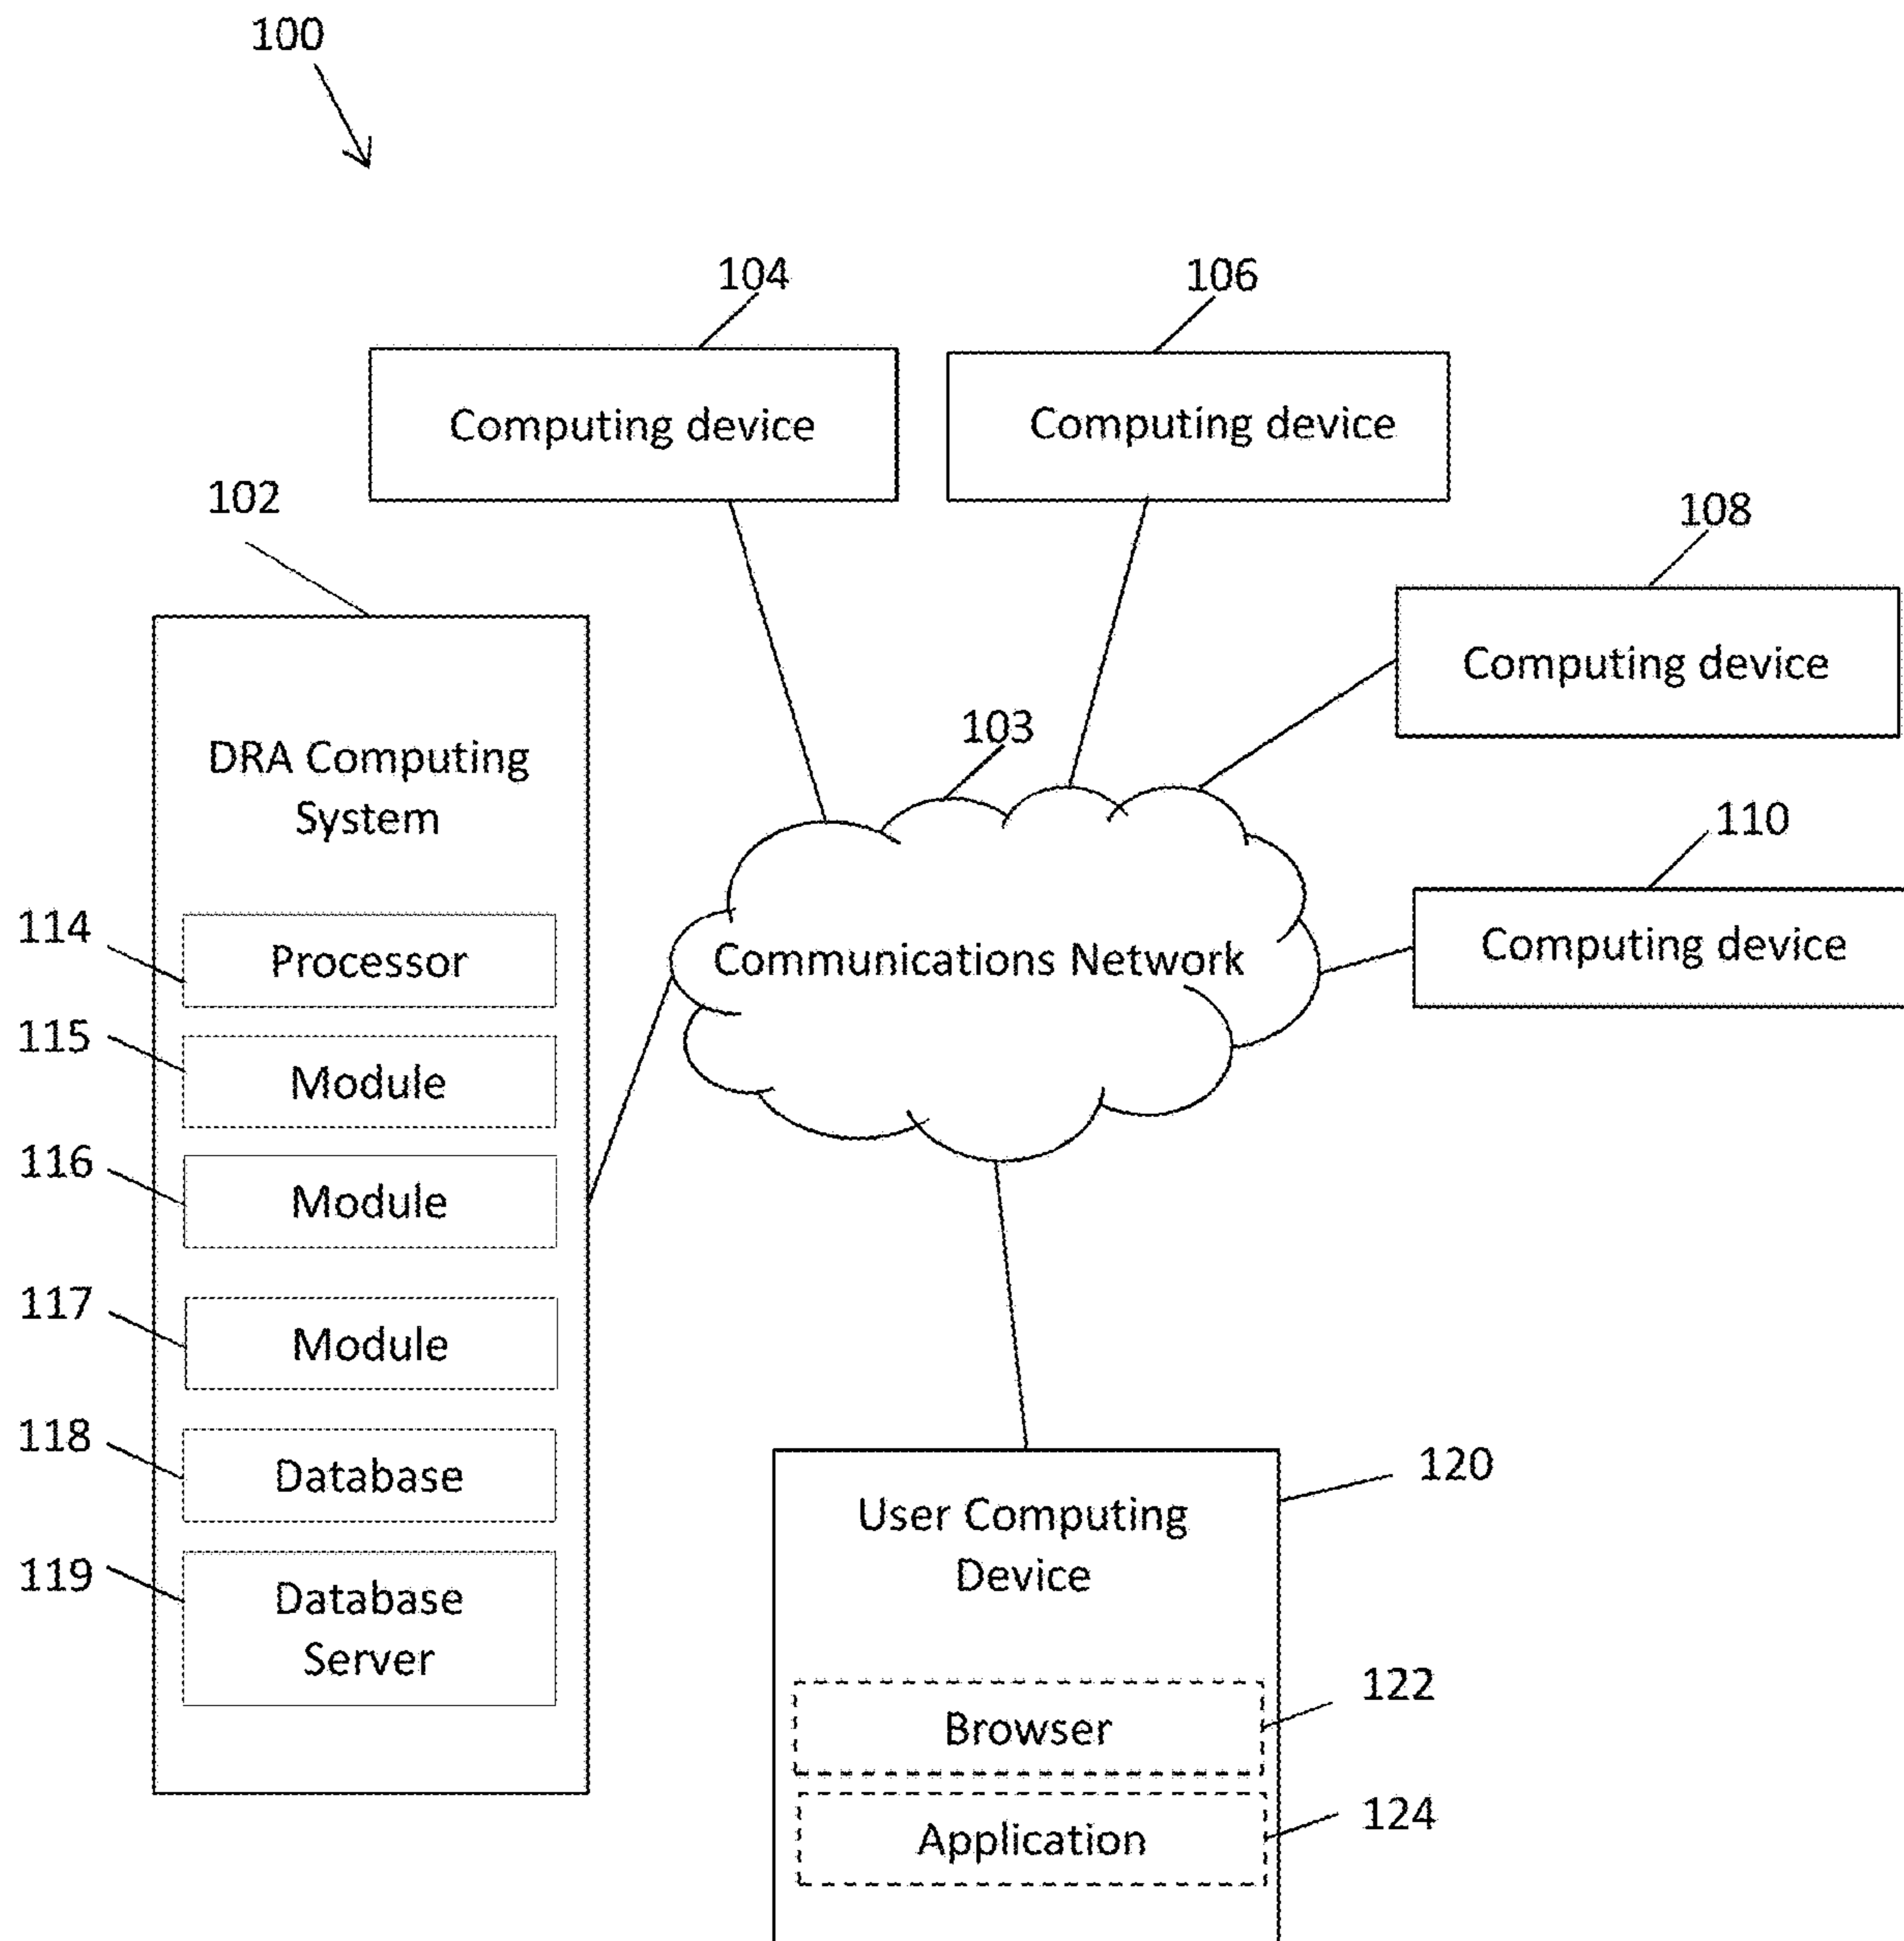 100
104
106
Computing device
Computing device
102
108
Computing device
103
DRA Computing
System
110
Computing device
Communications Network
114
Processor
115
Module
116
Module
117
Module
118
Database
119
Database
Server
120
User Computing
Device
122
Browser
124
Application